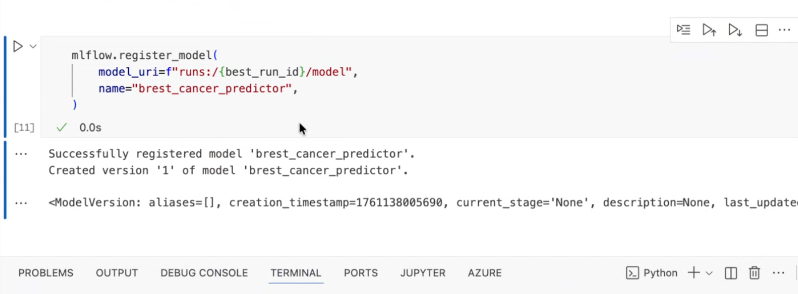 mlflow.register_model(
model_uri=f"runs:/{best_run_id}/model",
name="brest_cancer_predictor",
)
[11] 0.0s
Successfully registered model 'brest_cancer_predictor'.
Created version '1' of model 'brest_cancer_predictor'.
<ModelVersion: aliases=[], creation_timestamp=1761138005690, current_stage='None', description=None, last_updated
PROBLEMS OUTPUT DEBUG CONSOLE TERMINAL PORTS JUPYTER AZURE Python